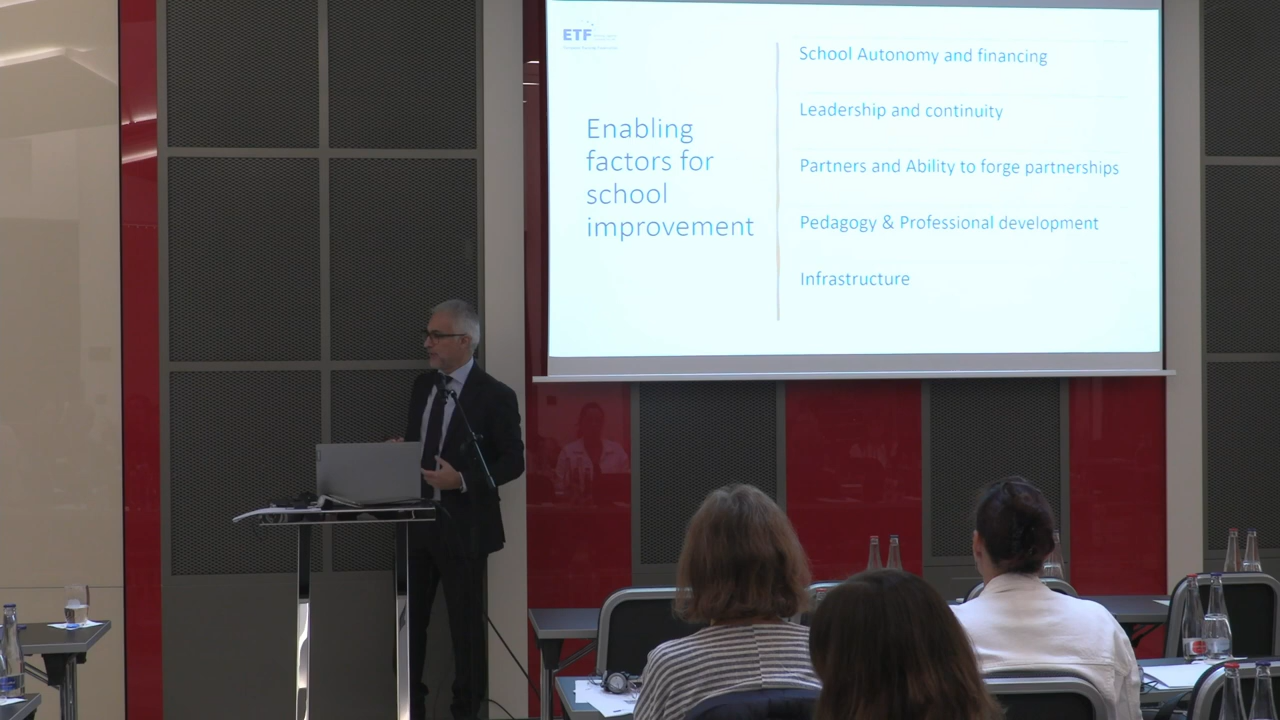 ETF
Enabling
factors for
school
improvement
School Autonomy and financing
Leadership and continuity
Partners and Ability to forge partnerships
Pedagogy & Professional development
Infrastructure